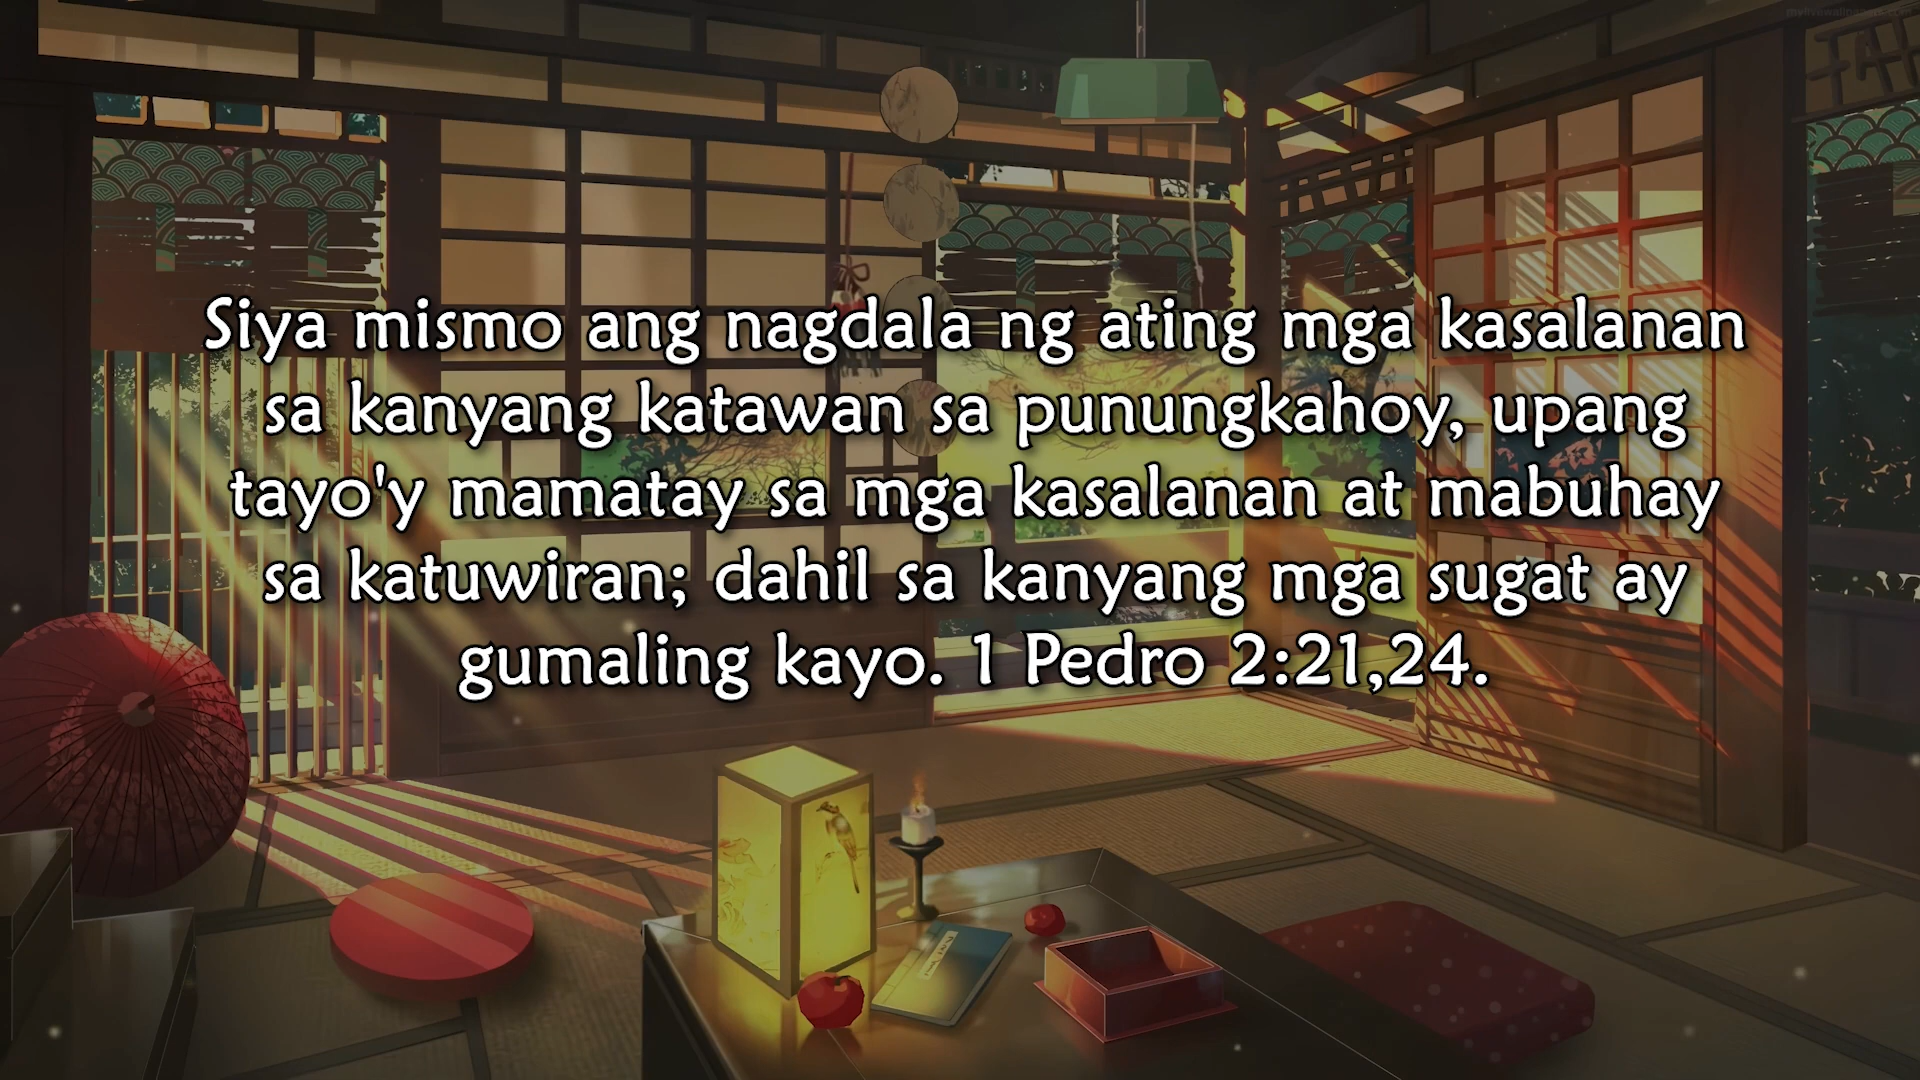 Siya mismo ang nagdala ng ating mga kasalanan
sa kanyang katawan sa punungkahoy, upang
tayo'y mamatay sa mga kasalanan at mabuhay
sa katuwiran; dahil sa kanyang mga sugat ay
gumaling kayo. 1 Pedro 2:21,24.